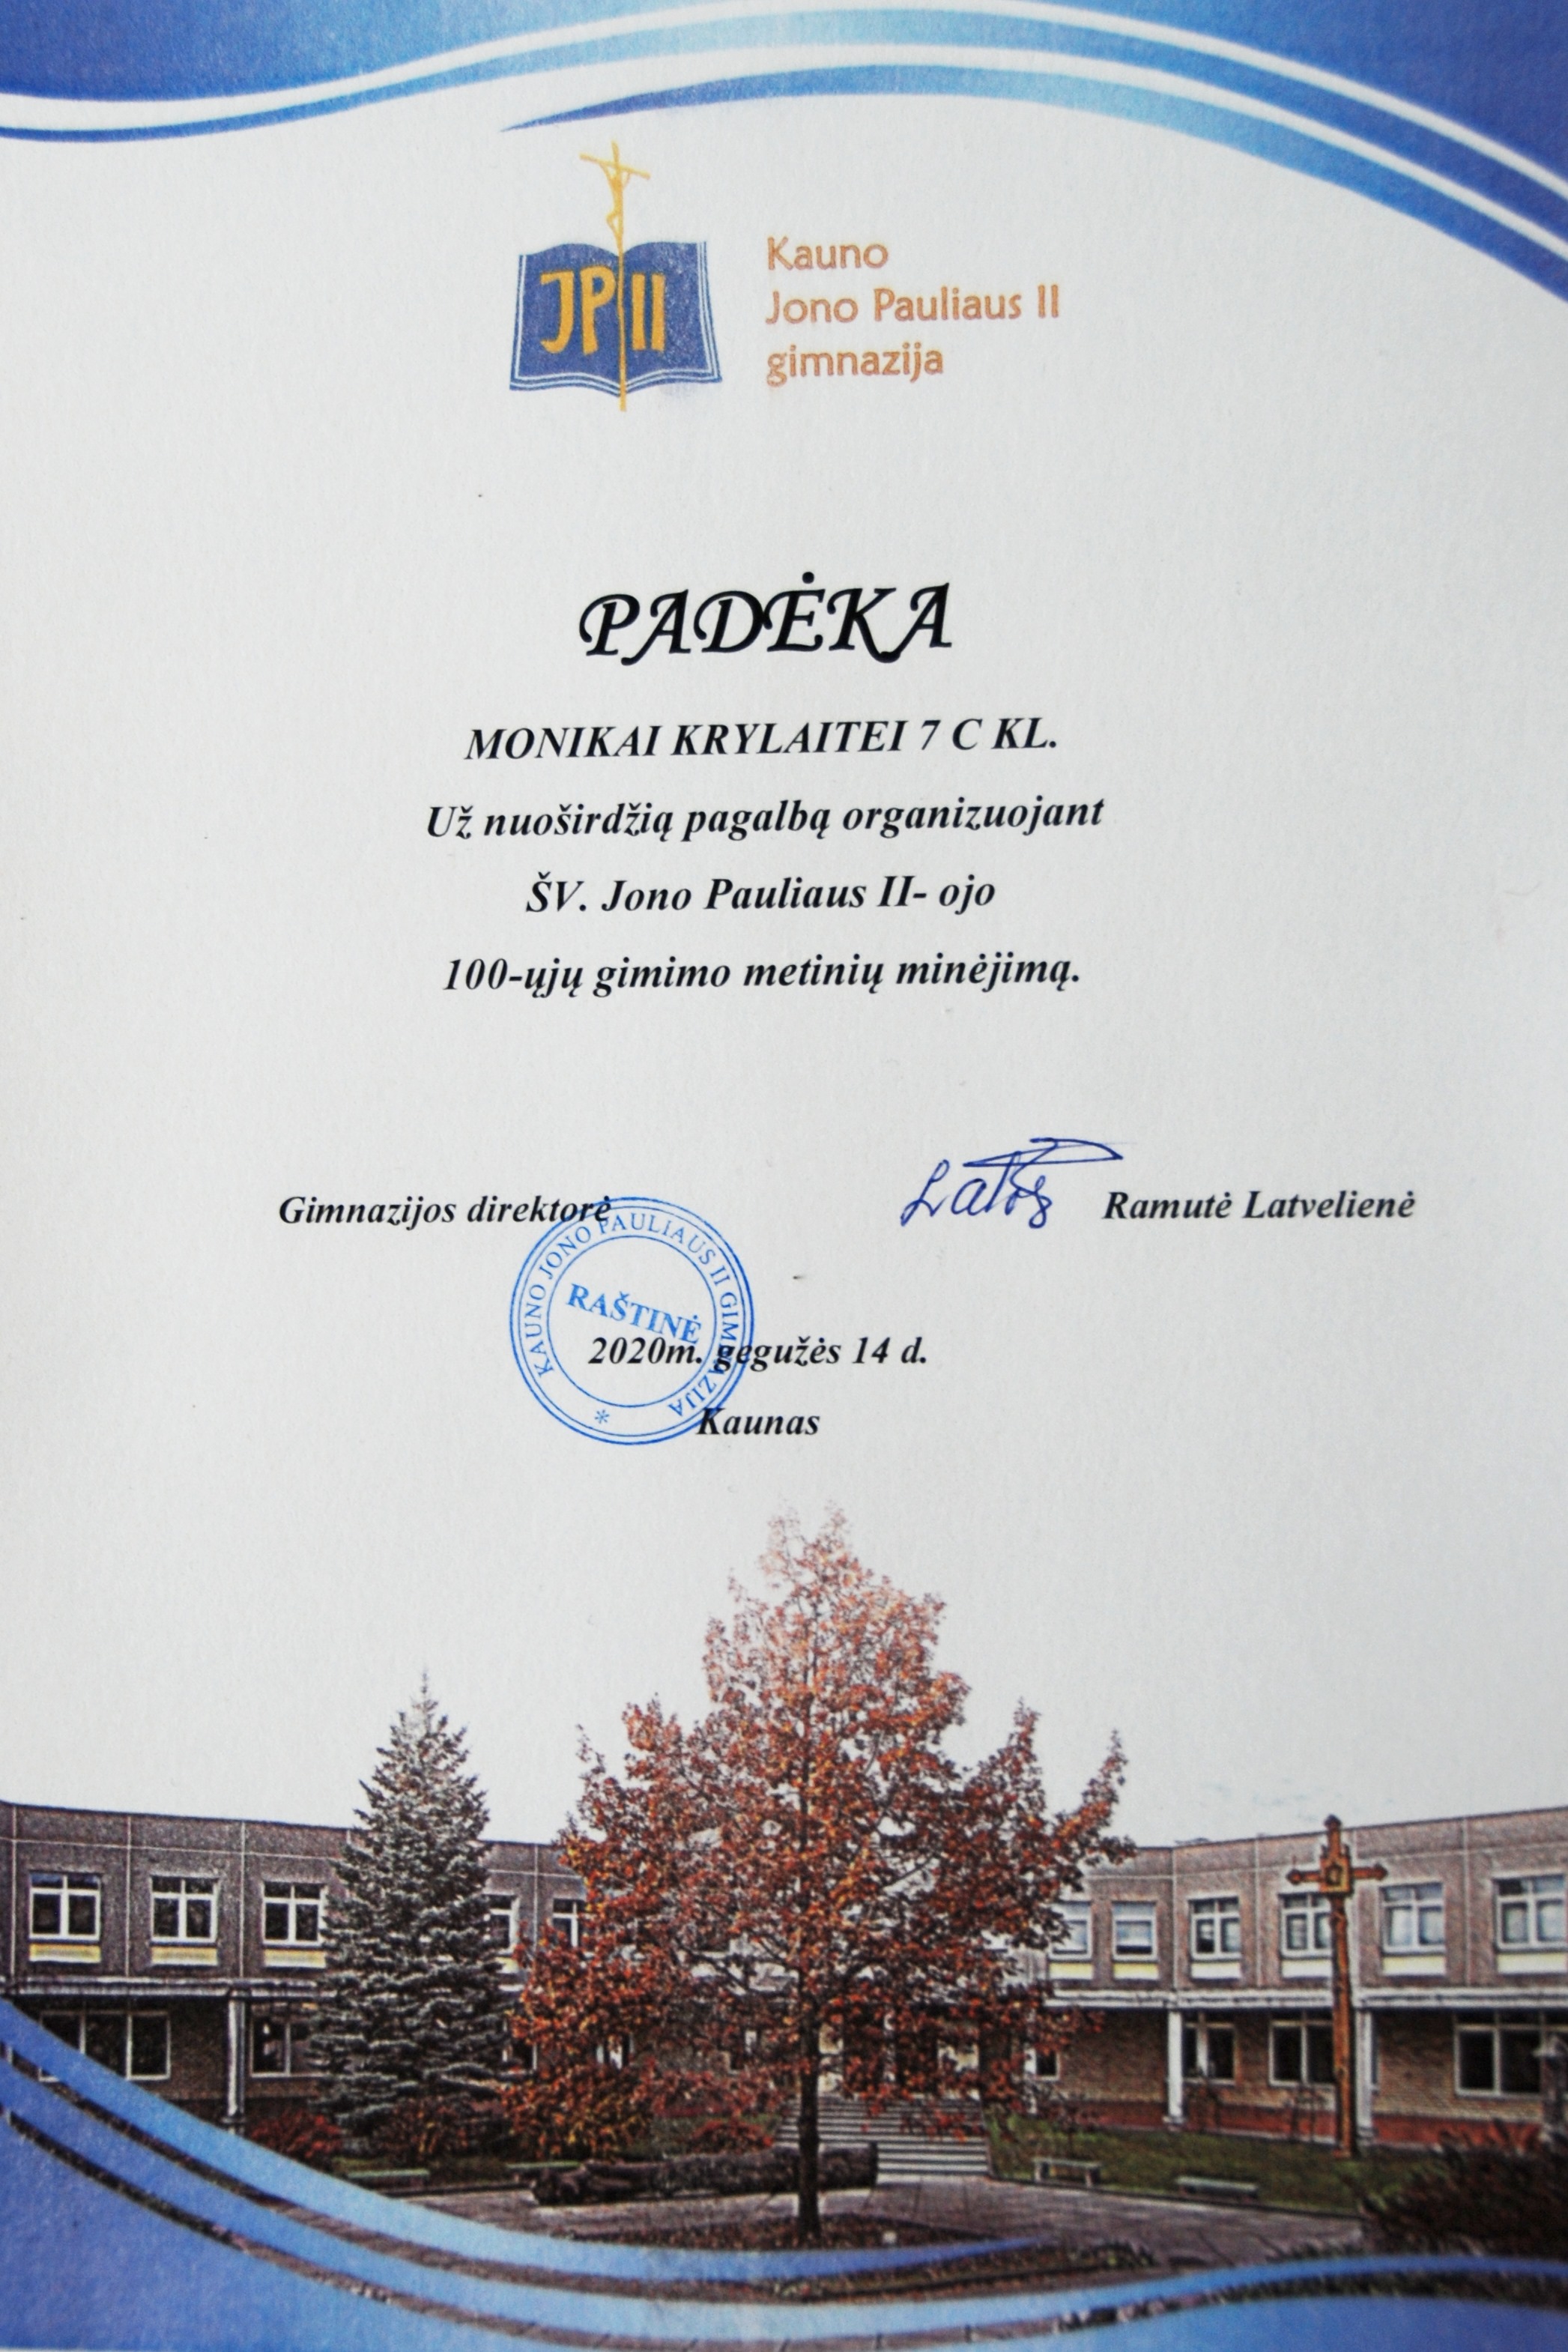 JP II
Kauno
Jono Pauliaus II
gimnazija
PADĖKA
MONIKAI KRYLAITEI 7 C KL.
Už nuoširdžią pagalbą organizuojant
ŠV. Jono Pauliaus II- ojo
100-ųjų gimimo metinių minėjimą.
Gimnazijos direktorė
Ramutė Latvelienė
KAUNO JONO PAULIAUS II GIMNAZIJA
RAŠTINĖ
*
2020m. gegužės 14 d.
Kaunas